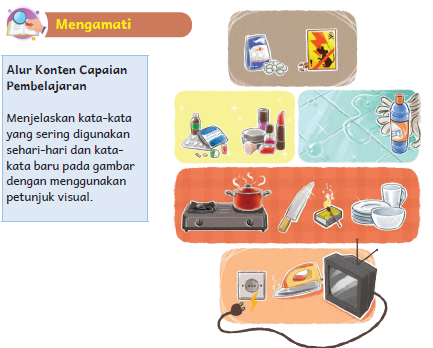 Mengamati
Alur Konten Capaian
Pembelajaran
Menjelaskan kata-kata
yang sering digunakan
sehari-hari dan kata-
kata baru pada gambar
dengan menggunakan
petunjuk visual.